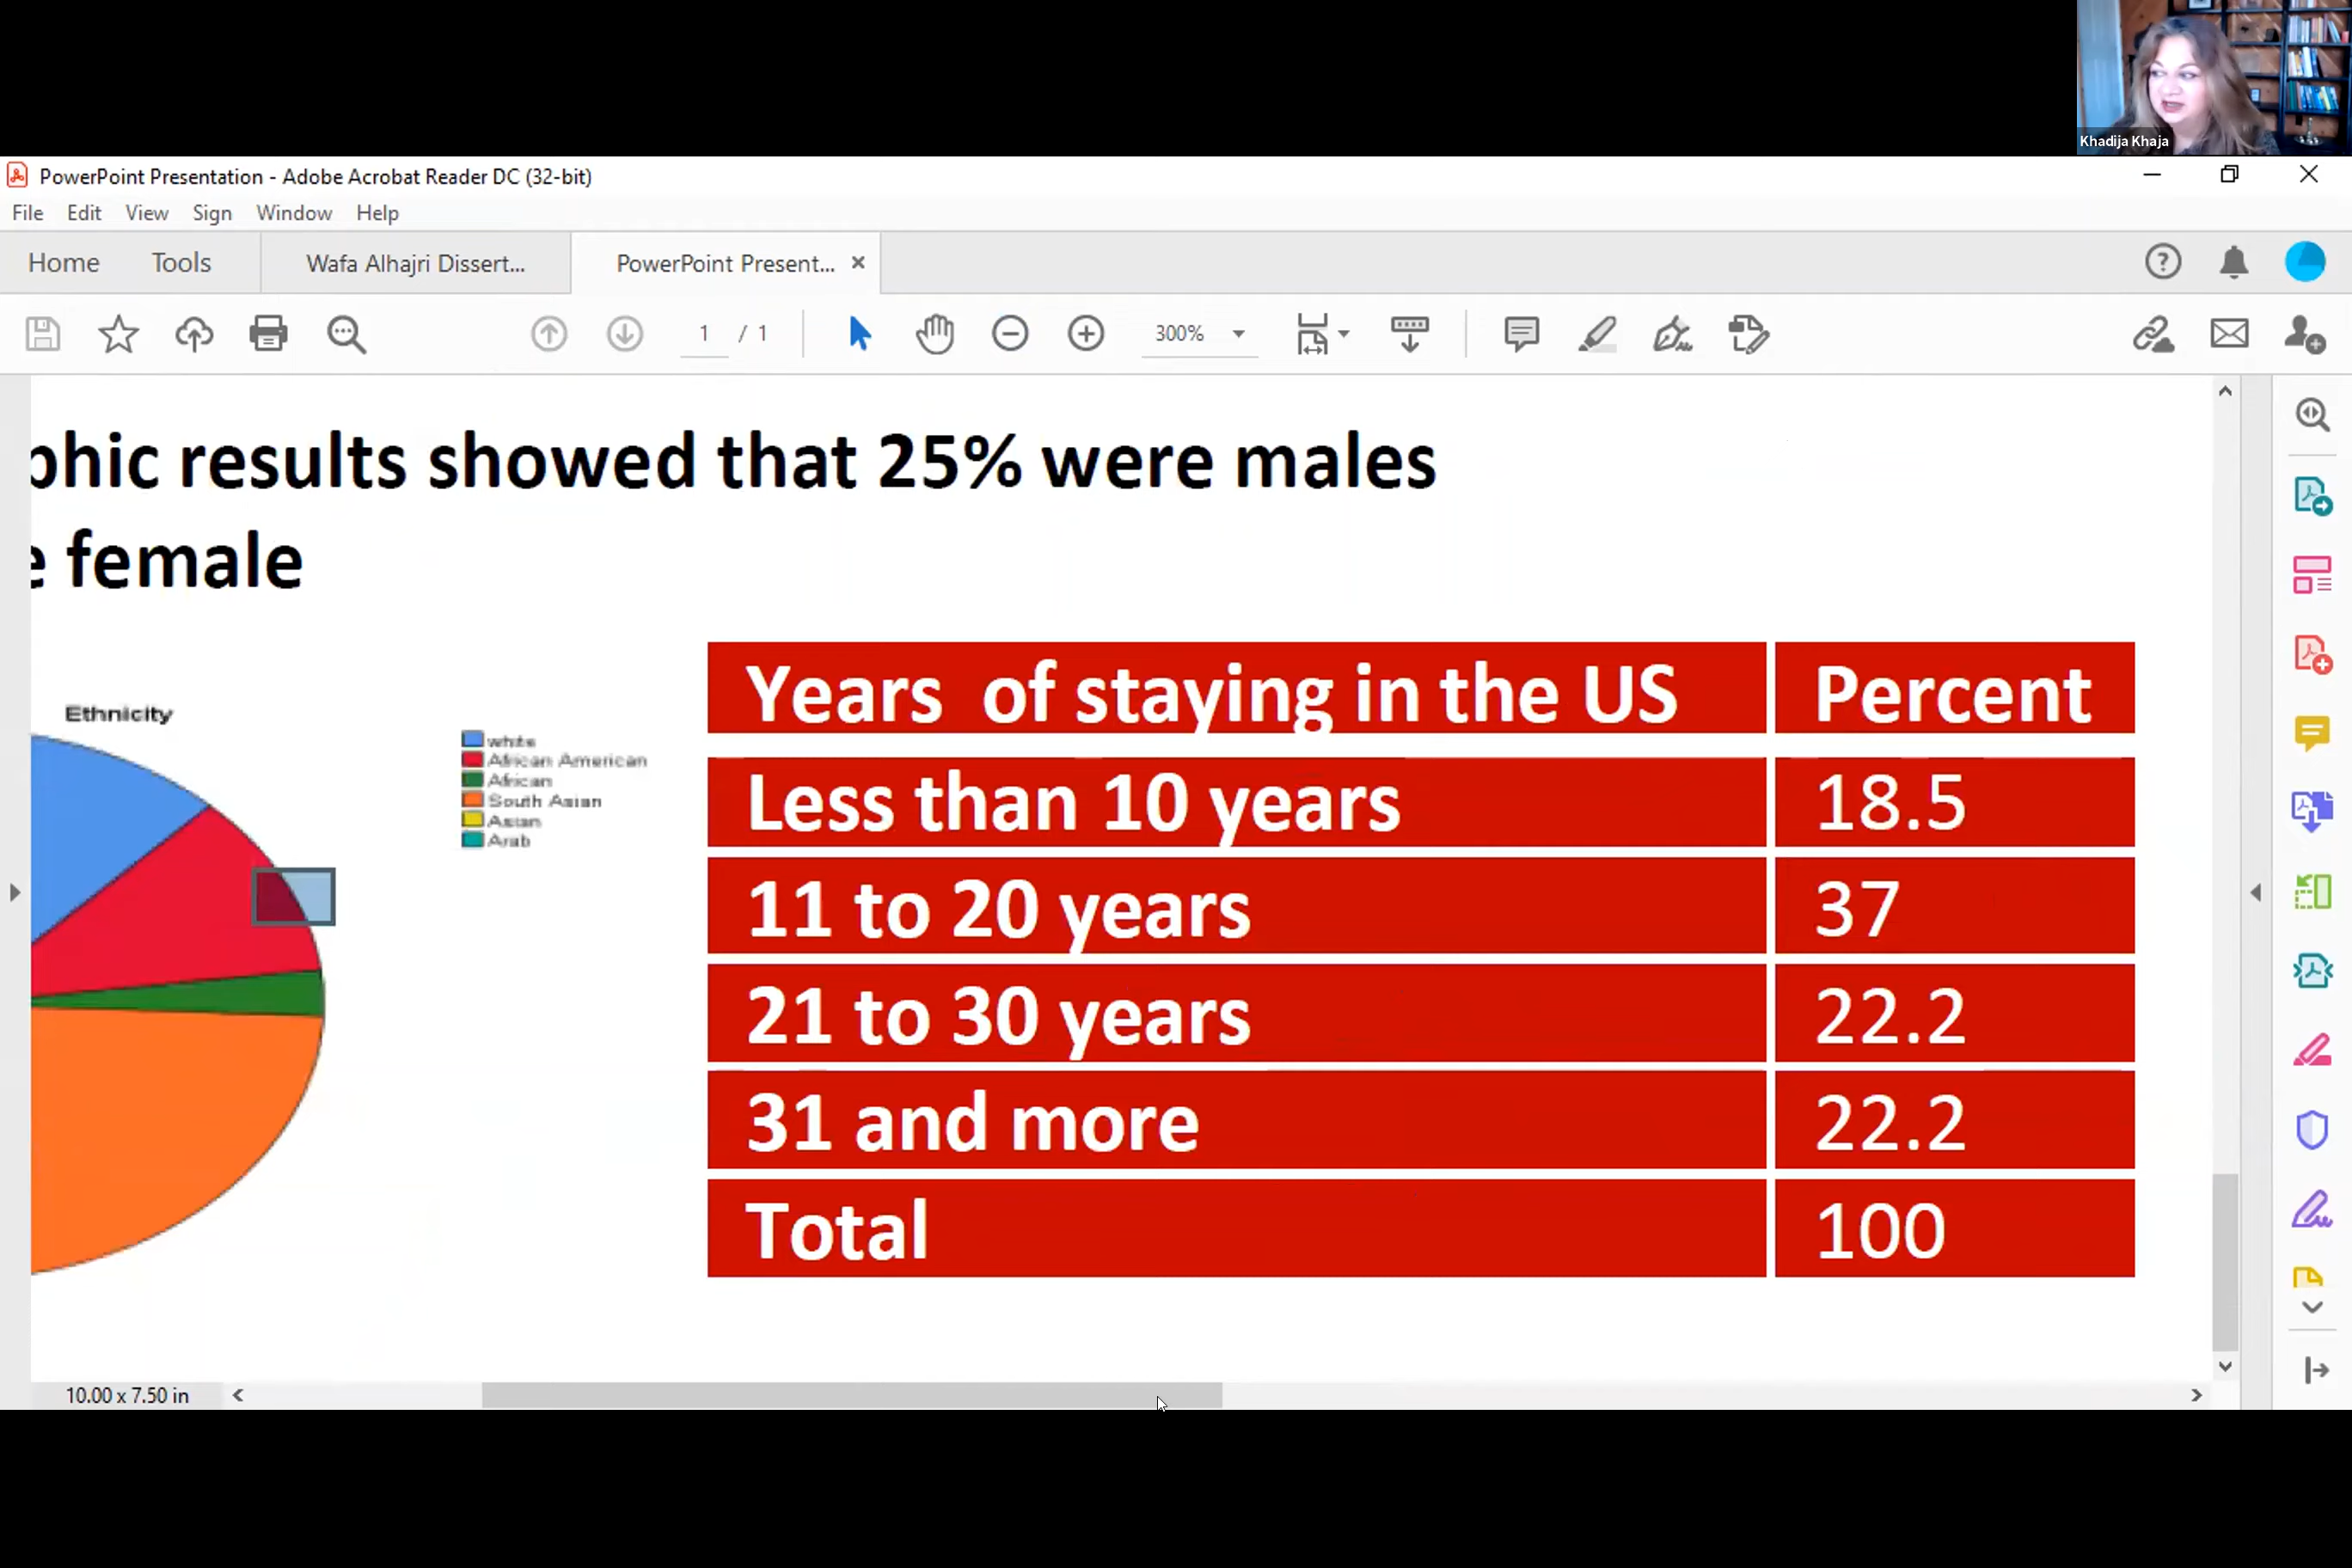 Khadija Khaja
PowerPoint Presentation - Adobe Acrobat Reader DC (32-bit)
File Edit View Sign Window Help
Home Tools Wafa Alhajri Dissert... PowerPoint Present...
1 / 1 300%
phic results showed that 25% were males
e female
Ethnicity
white
African American
African
South Asian
Asian
Arab
Years of staying in the US Percent
Less than 10 years 18.5
11 to 20 years 37
21 to 30 years 22.2
31 and more 22.2
Total 100
10.00 x 7.50 in